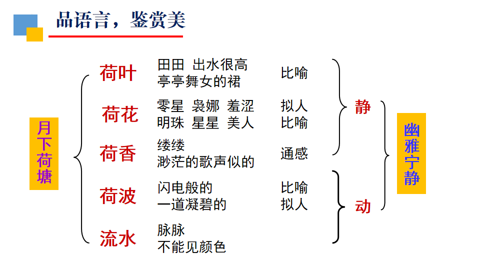 品语言，鉴赏美
月下荷塘
荷叶
田田 出水很高
亭亭舞女的裙
比喻
荷花
零星 袅娜 羞涩
明珠 星星 美人
拟人
比喻
荷香
缕缕
渺茫的歌声似的
通感
静
荷波
闪电般的
一道凝碧的
比喻
拟人
流水
脉脉
不能见颜色
动
幽雅宁静